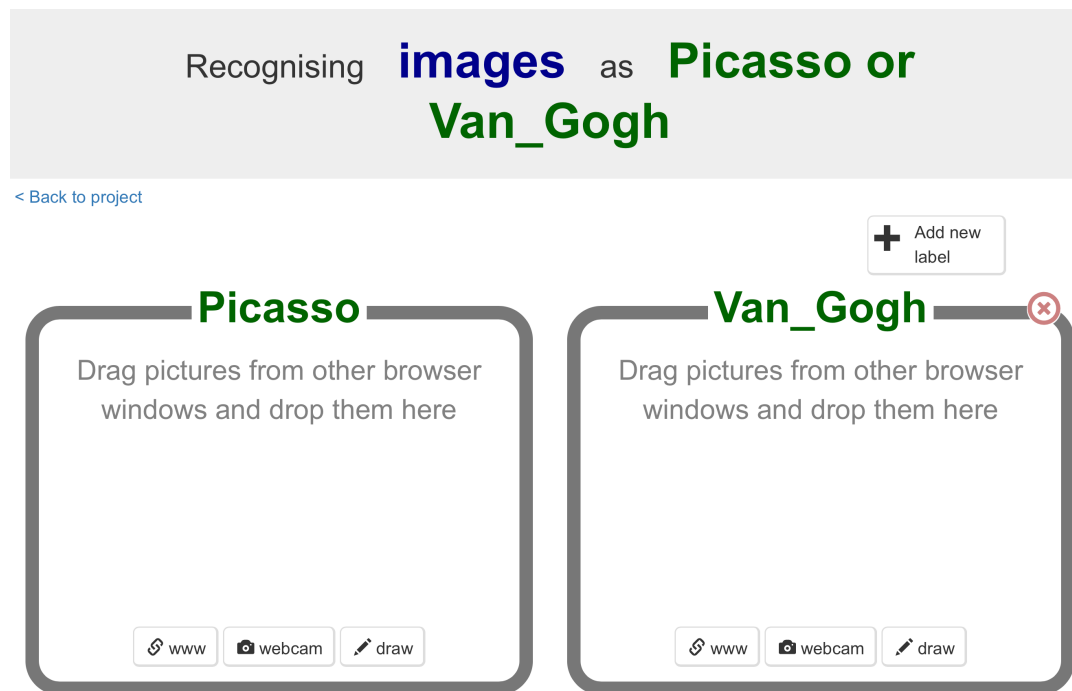 Recognising images as Picasso or
Van_Gogh
< Back to project
Add new
label
Picasso
Drag pictures from other browser
windows and drop them here
www webcam draw
Van_Gogh
Drag pictures from other browser
windows and drop them here
www webcam draw